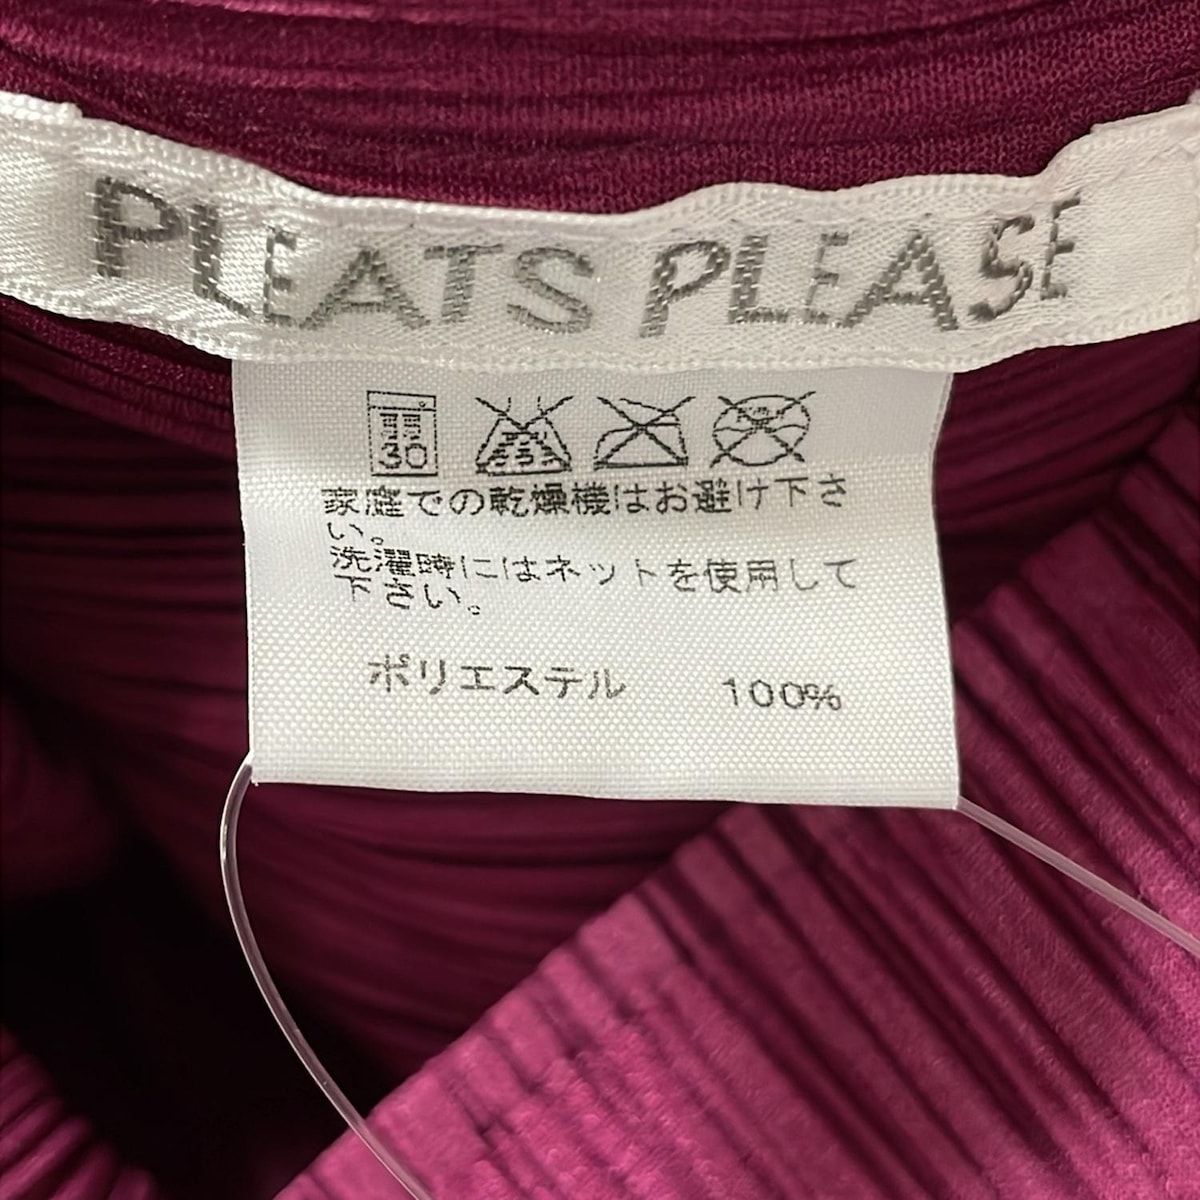 PLEATS PLEASE
30
家庭での乾燥機はお避け下さ
い。
洗濯時にはネットを使用して
下さい。
ポリエステル 100%